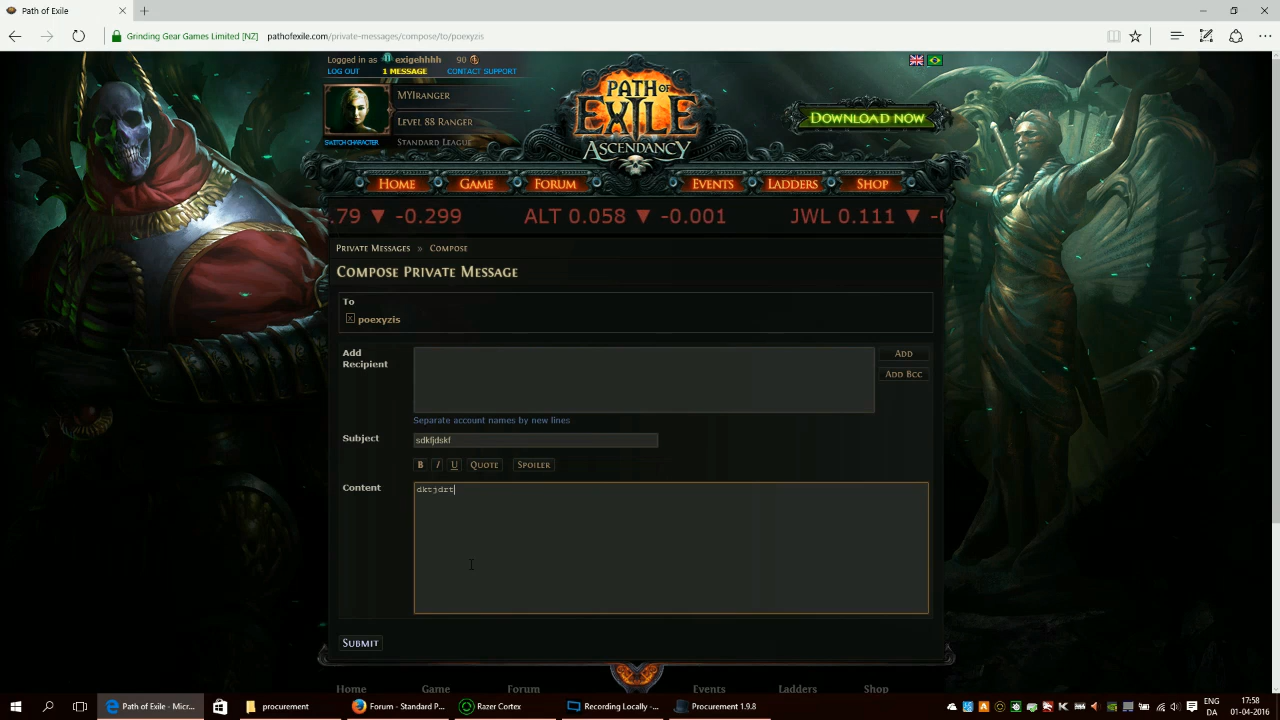 Path of Exile
Grinding Gear Games Limited [NZ] pathofexile.com/private-messages/compose/to/poexyzis
Logged in as exigehhhh 90
LOG OUT 1 MESSAGE CONTACT SUPPORT
MYIranger
Level 88 Ranger
SWITCH CHARACTER Standard League
PATH OF EXILE
ASCENDANCY
DOWNLOAD NOW
HOME GAME FORUM EVENTS LADDERS SHOP
.79 ▼ -0.299 ALT 0.058 ▼ -0.001 JWL 0.111 ▼
Private Messages » Compose
Compose Private Message
To
x poexyzis
Add Recipient
Add
Add Bcc
Separate account names by new lines
Subject sdkfjdskf
B I U Quote Spoiler
Content dktjdrt
Submit
Home Game Forum Events Ladders Shop
Path of Exile - Micr... procurement Forum - Standard P... Razer Cortex Recording Locally -... Procurement 1.9.8
ENG 17:58
DA 01-04-2016